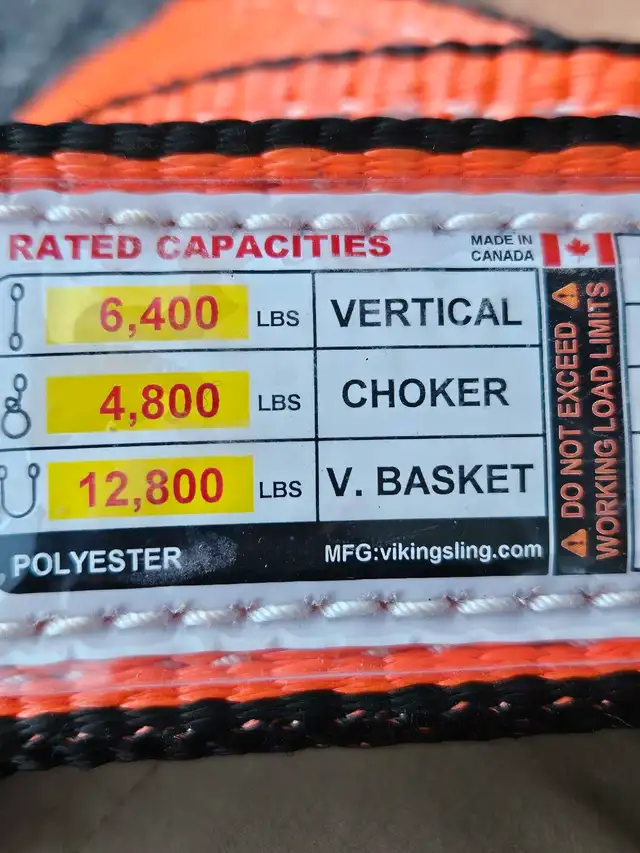 RATED CAPACITIES
MADE IN
CANADA
6,400 LBS VERTICAL
4,800 LBS CHOKER
12,800 LBS V. BASKET
POLYESTER
MFG:vikingsling.com
DO NOT EXCEED
WORKING LOAD LIMITS